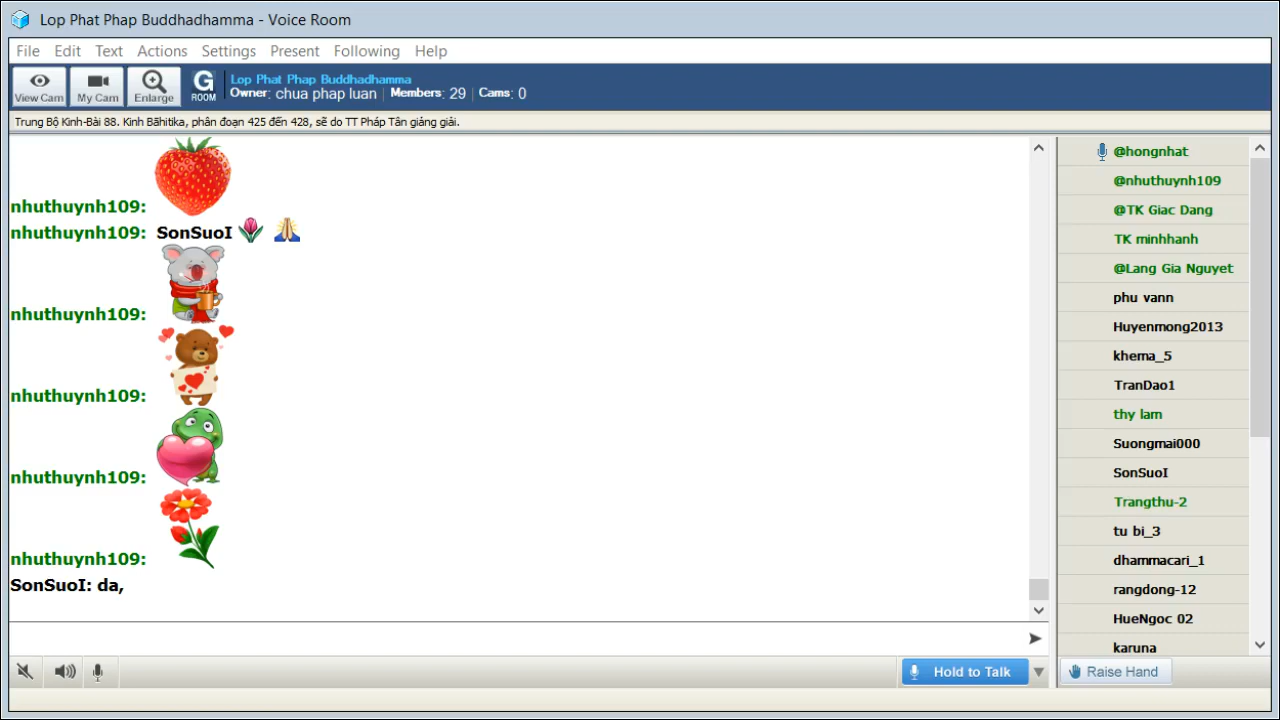 Lop Phat Phap Buddhadhamma - Voice Room
File Edit Text Actions Settings Present Following Help
View Cam
My Cam
Enlarge
G ROOM
Lop Phat Phap Buddhadhamma
Owner: chua phap luan | Members: 29 | Cams: 0
Trung Bộ Kinh-Bài 88. Kinh Bāhitika, phân đoạn 425 đến 428, sẽ do TT Pháp Tân giảng giải.
nhuthuynh109:
nhuthuynh109: SonSuoI
nhuthuynh109:
nhuthuynh109:
nhuthuynh109:
nhuthuynh109:
SonSuoI: da,
@hongnhat
@nhuthuynh109
@TK Giac Dang
TK minhhanh
@Lang Gia Nguyet
phu vann
Huyenmong2013
khema_5
TranDao1
thy lam
Suongmai000
SonSuoI
Trangthu-2
tu bi_3
dhammacari_1
rangdong-12
HueNgoc 02
karuna
Hold to Talk
Raise Hand